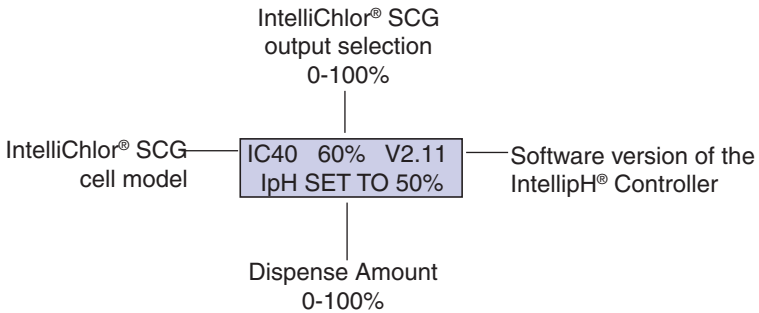 IntelliChlor® SCG
output selection
0-100%
IntelliChlor® SCG
cell model
IC40 60% V2.11
IpH SET TO 50%
Software version of the
IntellipH® Controller
Dispense Amount
0-100%